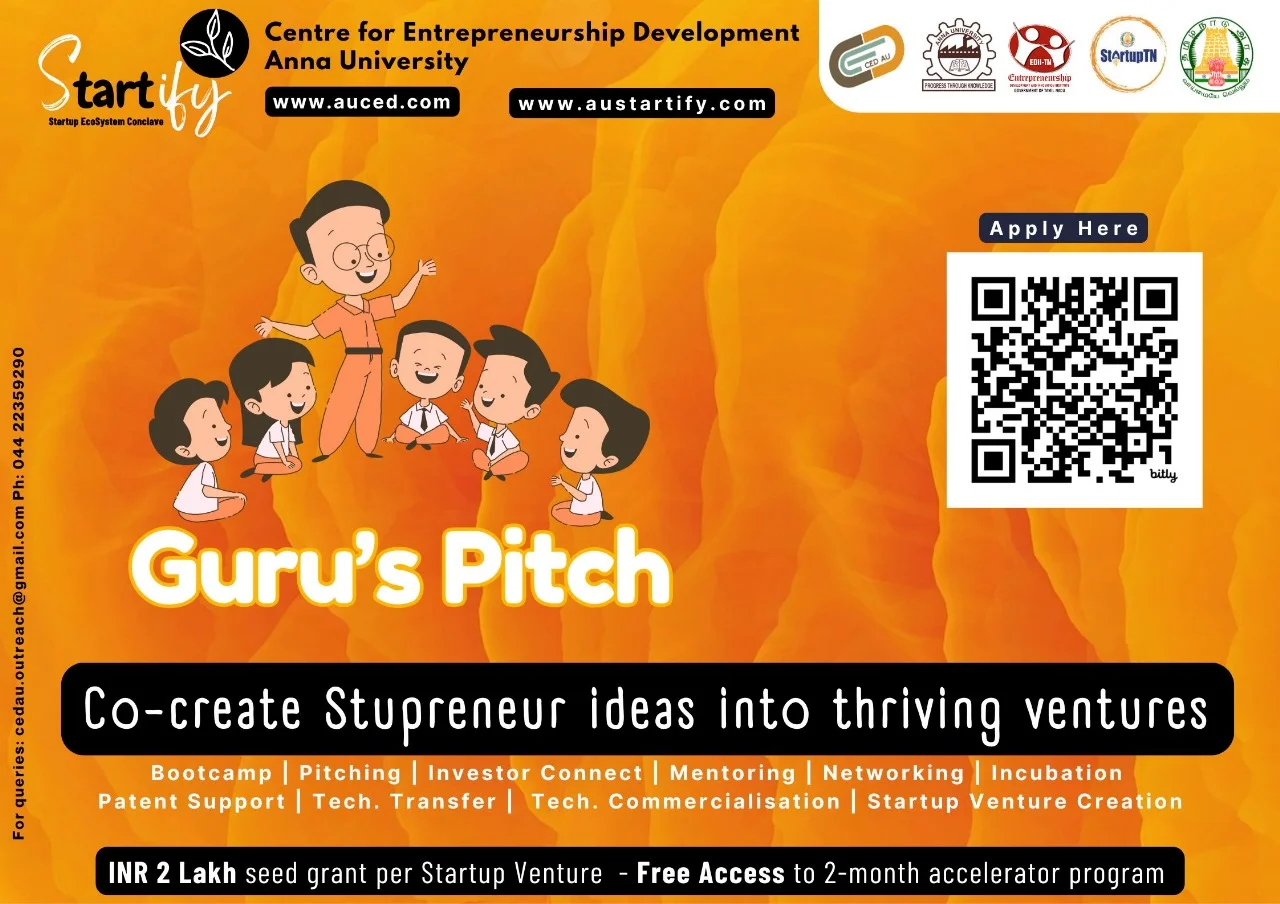 Startify
Startup EcoSystem Conclave
Centre for Entrepreneurship Development
Anna University
www.auced.com
www.austartify.com
CED AU
ANNA UNIVERSITY
PROGRESS THROUGH KNOWLEDGE
EDII-TN
Entrepreneurship
StartupTN
Apply Here
bitly
For queries: cedau.outreach@gmail.com Ph: 044 22359290
Guru's Pitch
Co-create Stupreneur ideas into thriving ventures
Bootcamp | Pitching | Investor Connect | Mentoring | Networking | Incubation
Patent Support | Tech. Transfer | Tech. Commercialisation | Startup Venture Creation
INR 2 Lakh seed grant per Startup Venture - Free Access to 2-month accelerator program